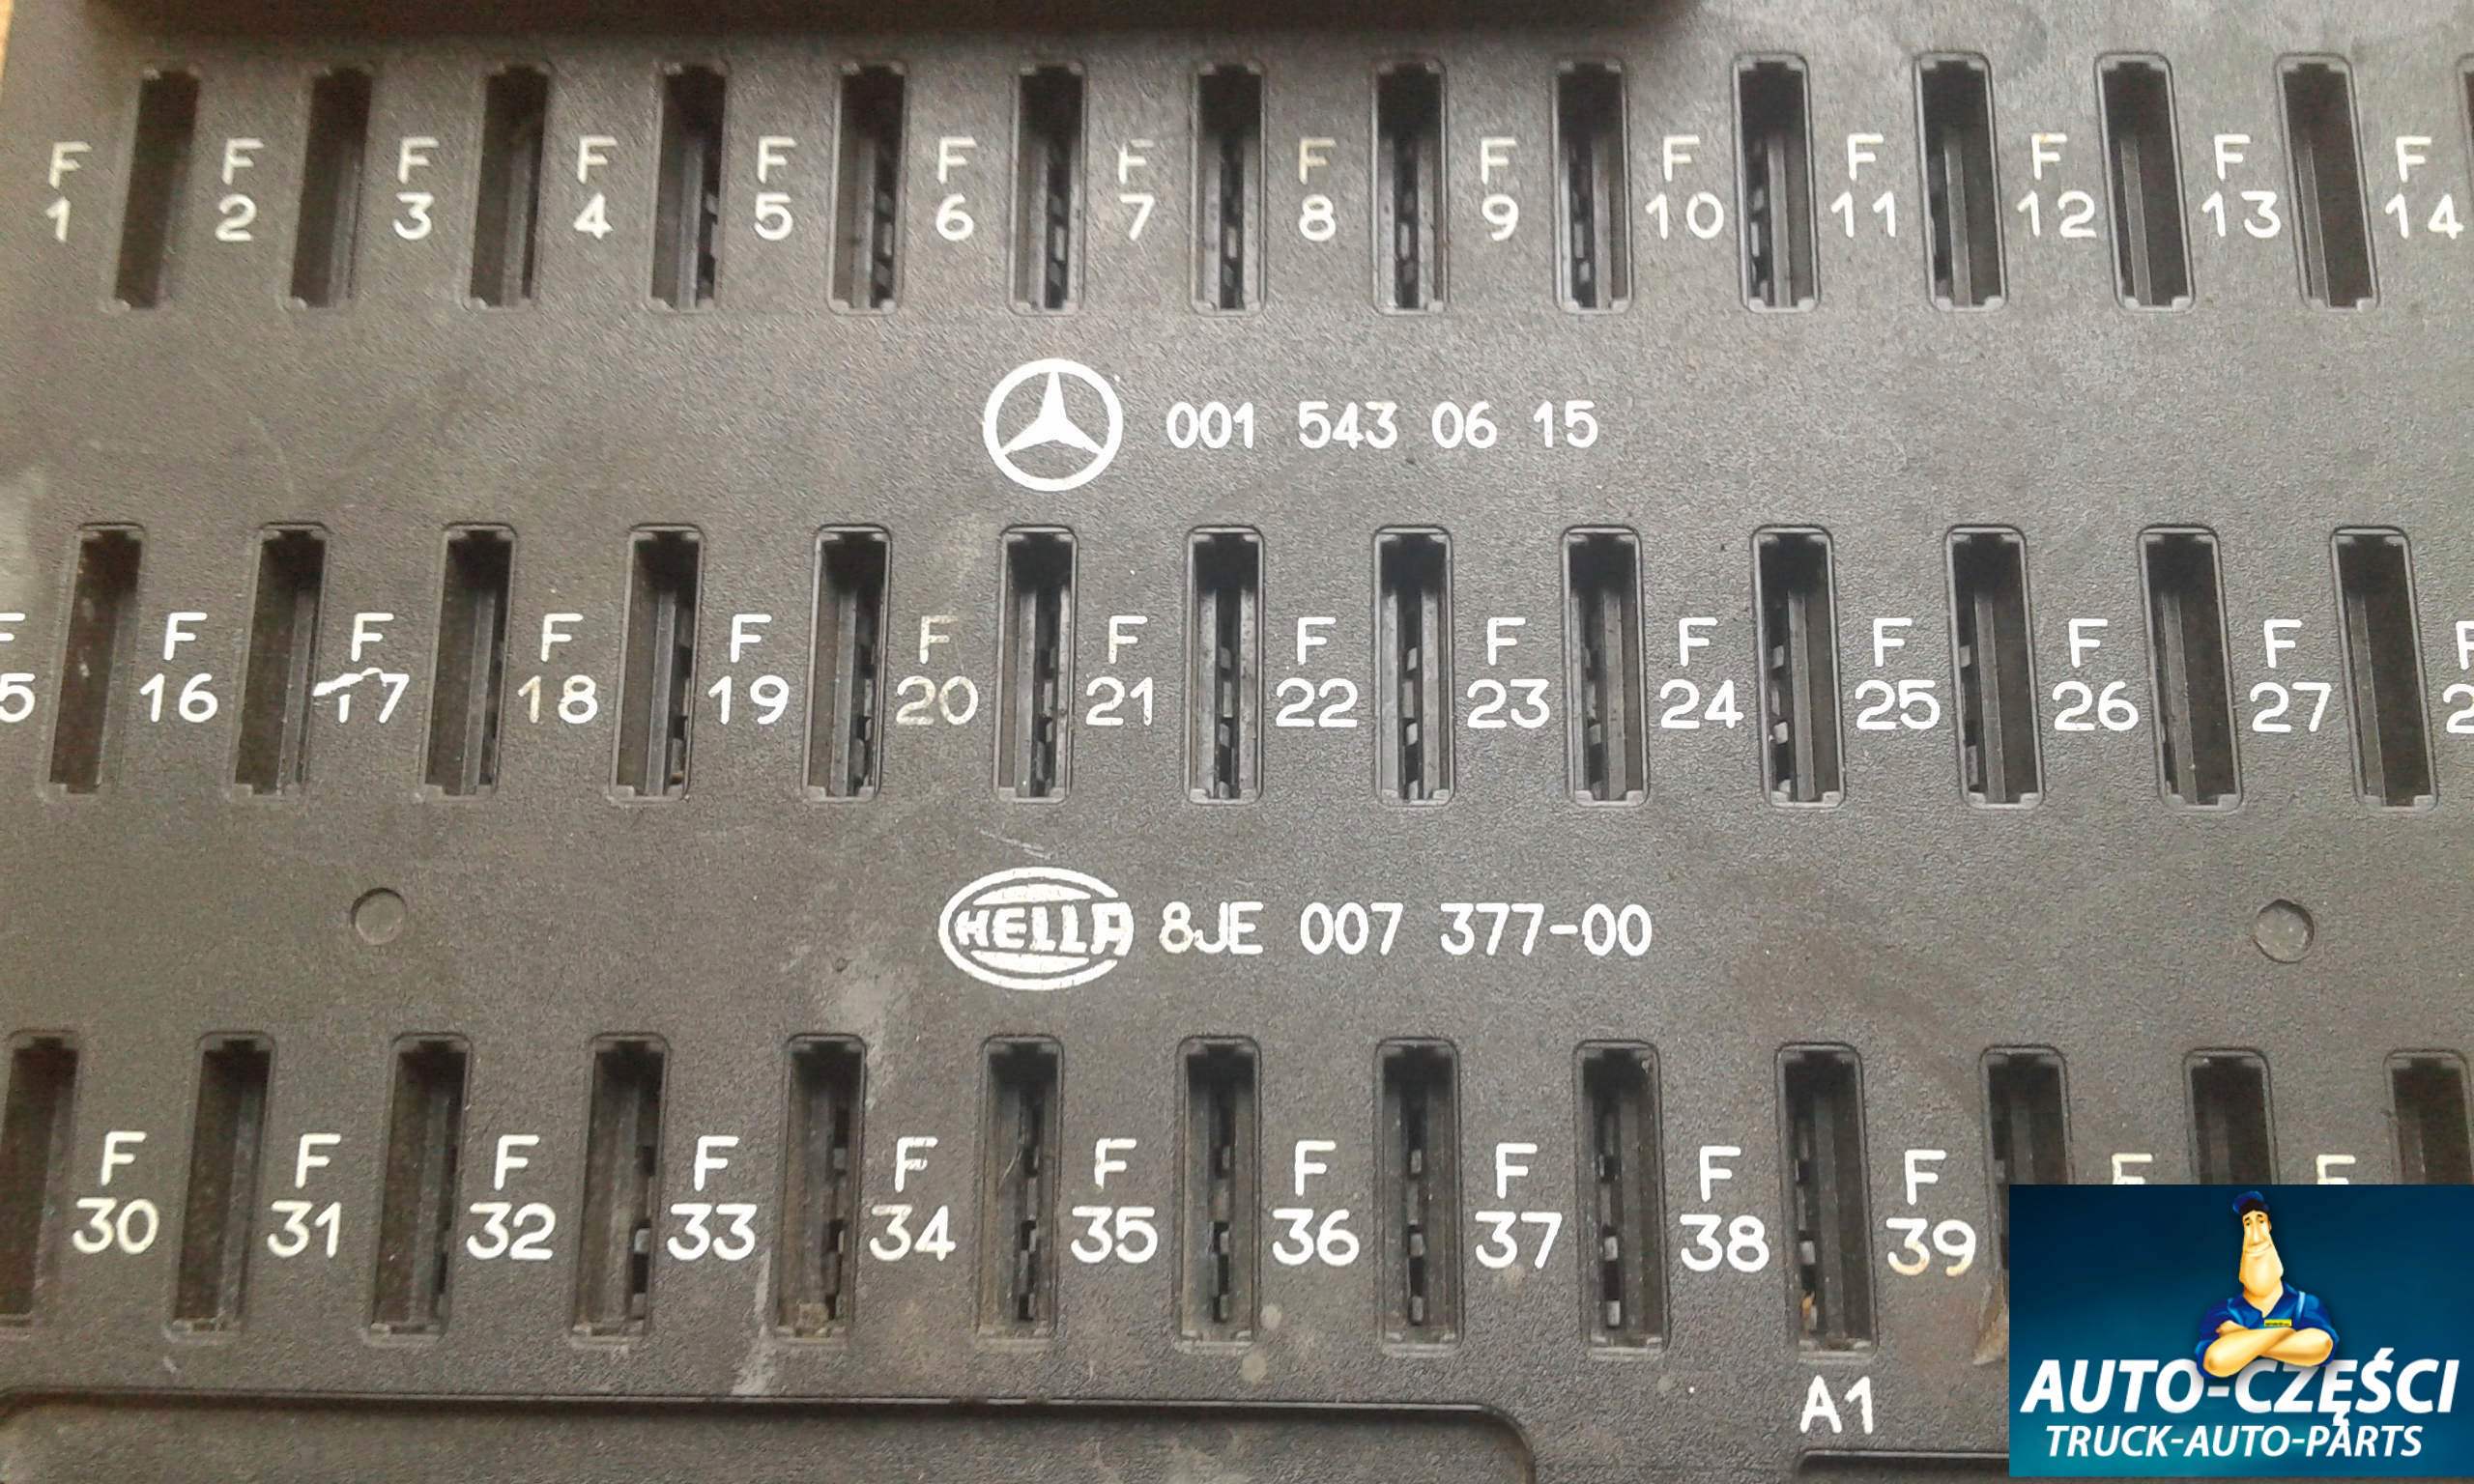 F F F F F F F F F F F F F F
1 2 3 4 5 6 7 8 9 10 11 12 13 14
001 543 06 15
F F F F F F F F F F F F F F
5 16 17 18 19 20 21 22 23 24 25 26 27 2
HELLA 8JE 007 377-00
F F F F F F F F F F F F
30 31 32 33 34 35 36 37 38 39
A1
AUTO-CZĘŚCI
TRUCK-AUTO-PARTS